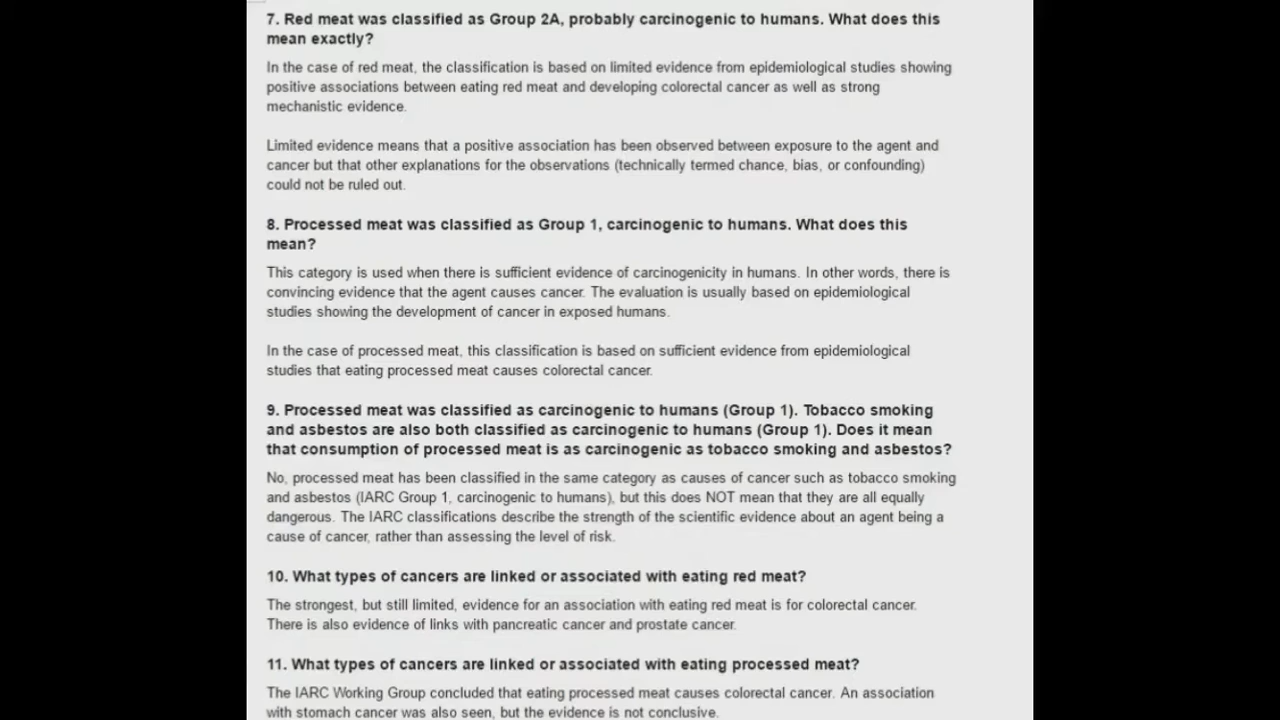 7. Red meat was classified as Group 2A, probably carcinogenic to humans. What does this
mean exactly?
In the case of red meat, the classification is based on limited evidence from epidemiological studies showing
positive associations between eating red meat and developing colorectal cancer as well as strong
mechanistic evidence.
Limited evidence means that a positive association has been observed between exposure to the agent and
cancer but that other explanations for the observations (technically termed chance, bias, or confounding)
could not be ruled out.
8. Processed meat was classified as Group 1, carcinogenic to humans. What does this
mean?
This category is used when there is sufficient evidence of carcinogenicity in humans. In other words, there is
convincing evidence that the agent causes cancer. The evaluation is usually based on epidemiological
studies showing the development of cancer in exposed humans.
In the case of processed meat, this classification is based on sufficient evidence from epidemiological
studies that eating processed meat causes colorectal cancer.
9. Processed meat was classified as carcinogenic to humans (Group 1). Tobacco smoking
and asbestos are also both classified as carcinogenic to humans (Group 1). Does it mean
that consumption of processed meat is as carcinogenic as tobacco smoking and asbestos?
No, processed meat has been classified in the same category as causes of cancer such as tobacco smoking
and asbestos (IARC Group 1, carcinogenic to humans), but this does NOT mean that they are all equally
dangerous. The IARC classifications describe the strength of the scientific evidence about an agent being a
cause of cancer, rather than assessing the level of risk.
10. What types of cancers are linked or associated with eating red meat?
The strongest, but still limited, evidence for an association with eating red meat is for colorectal cancer.
There is also evidence of links with pancreatic cancer and prostate cancer.
11. What types of cancers are linked or associated with eating processed meat?
The IARC Working Group concluded that eating processed meat causes colorectal cancer. An association
with stomach cancer was also seen, but the evidence is not conclusive.